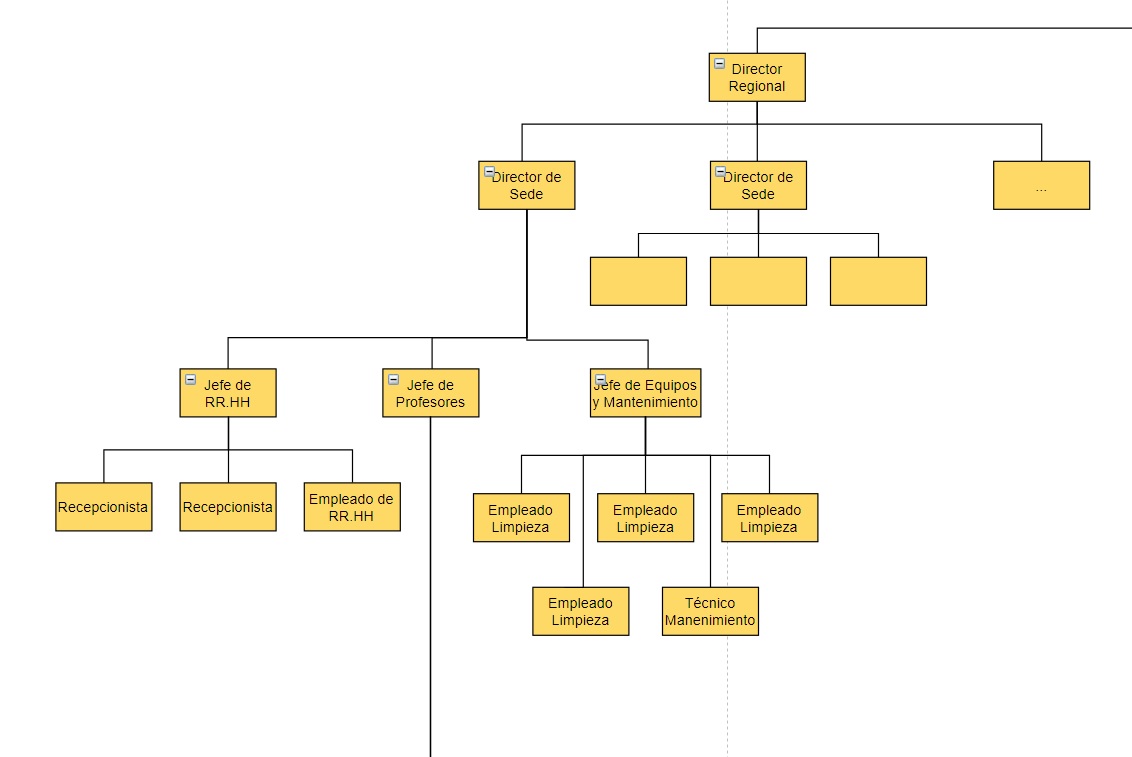 Director
Regional
Director de
Sede
Director de
Sede
...
Jefe de
RR.HH
Jefe de
Profesores
Jefe de Equipos
y Mantenimiento
Recepcionista
Recepcionista
Empleado de
RR.HH
Empleado
Limpieza
Empleado
Limpieza
Empleado
Limpieza
Empleado
Limpieza
Técnico
Manenimiento